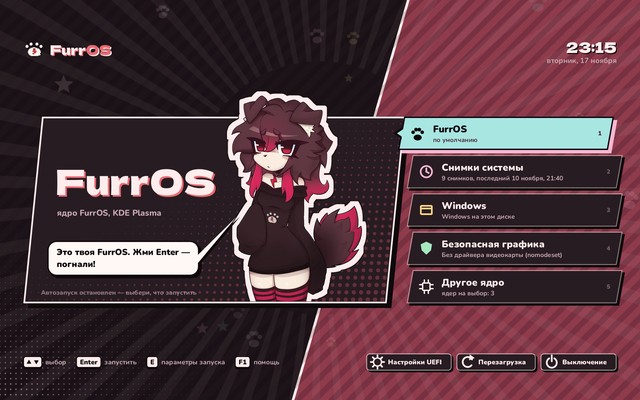 FurrOS
23:15
вторник, 17 ноября
FurrOS
ядро FurrOS, KDE Plasma
Это твоя FurrOS. Жми Enter —
погнали!
Автозапуск остановлен — выбери, что запустить
FurrOS
по умолчанию
1
Снимки системы
9 снимков, последний 10 ноября, 21:40
2
Windows
Windows на этом диске
3
Безопасная графика
Без драйвера видеокарты (nomodeset)
4
Другое ядро
ядер на выбор: 3
5
▲ ▼ выбор Enter запустить E параметры запуска F1 помощь
Настройки UEFI
Перезагрузка
Выключение